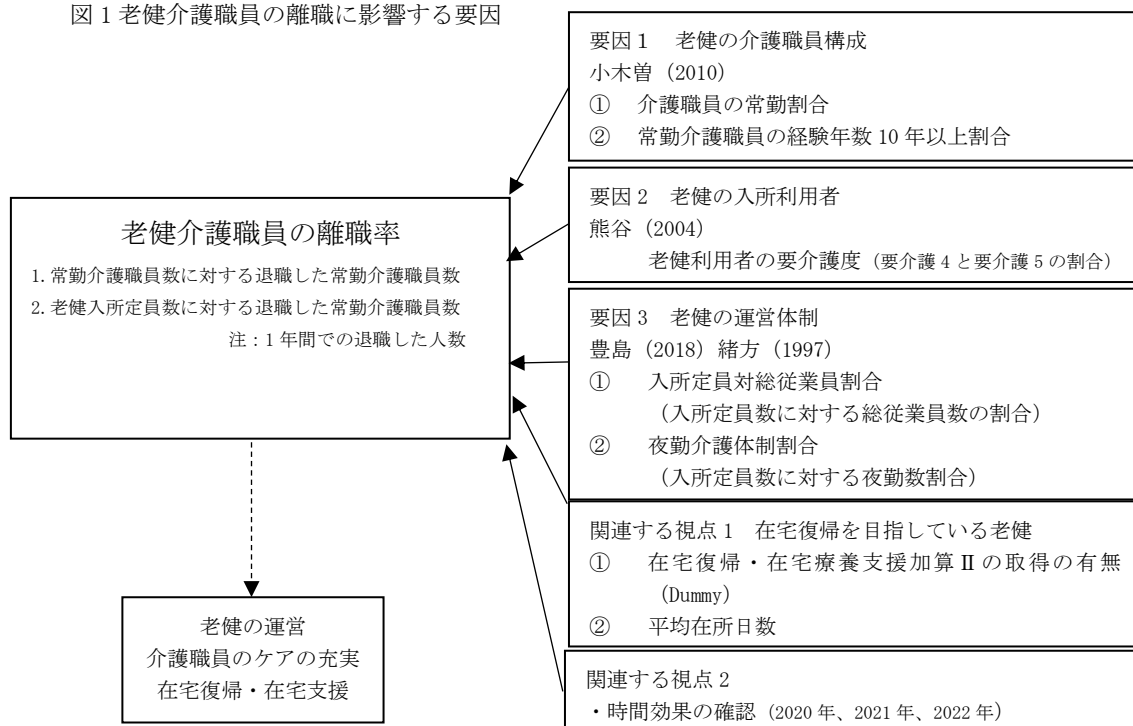 図1 老健介護職員の離職に影響する要因
要因1 老健の介護職員構成
小木曽（2010）
① 介護職員の常勤割合
② 常勤介護職員の経験年数10年以上割合
要因2 老健の入所利用者
熊谷（2004）
老健利用者の要介護度（要介護4と要介護5の割合）
要因3 老健の運営体制
豊島（2018）緒方（1997）
① 入所定員対総従業員割合
（入所定員数に対する総従業員数の割合）
② 夜勤介護体制割合
（入所定員数に対する夜勤数割合）
関連する視点1 在宅復帰を目指している老健
① 在宅復帰・在宅療養支援加算Ⅱの取得の有無
（Dummy）
② 平均在所日数
関連する視点2
・時間効果の確認（2020年、2021年、2022年）
老健介護職員の離職率
1.常勤介護職員数に対する退職した常勤介護職員数
2.老健入所定員数に対する退職した常勤介護職員数
注：1年間での退職した人数
老健の運営
介護職員のケアの充実
在宅復帰・在宅支援